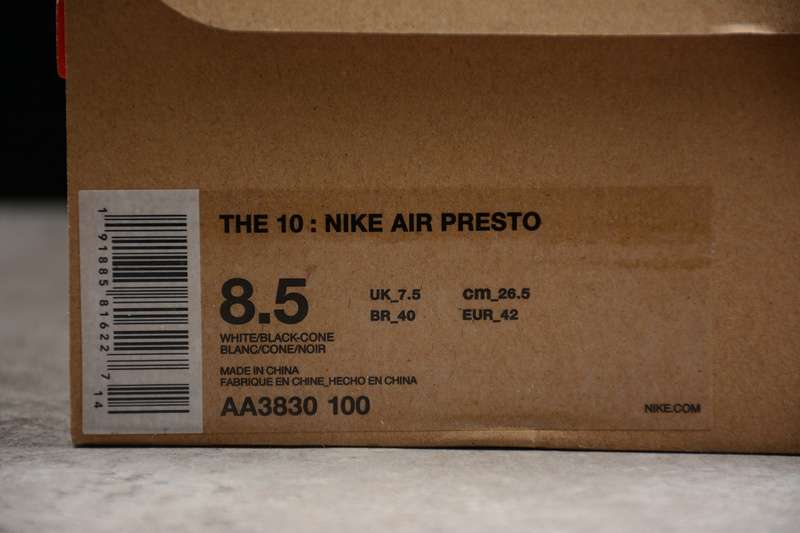 THE 10 : NIKE AIR PRESTO
8.5
UK_7.5 cm_26.5
BR_40 EUR_42
WHITE/BLACK-CONE
BLANC/CONE/NOIR
MADE IN CHINA
FABRIQUE EN CHINE_HECHO EN CHINA
AA3830 100
NIKE.COM
1 91885 81622 7 14